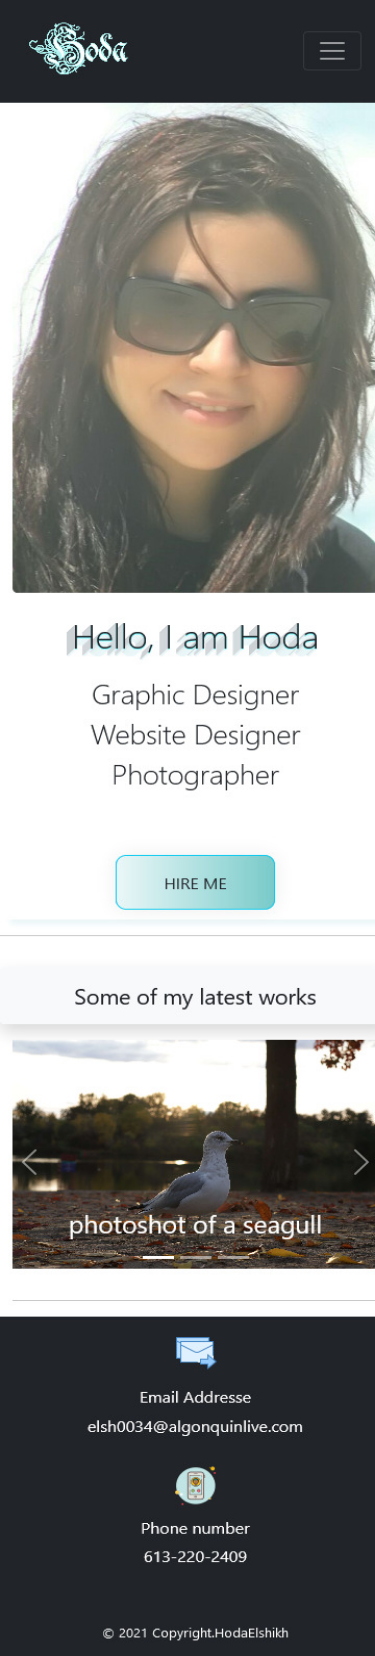 Hoda
Hello, I am Hoda
Graphic Designer
Website Designer
Photographer
HIRE ME
Some of my latest works
photoshot of a seagull
Email Addresse
elsh0034@algonquinlive.com
Phone number
613-220-2409
© 2021 Copyright.HodaElshikh